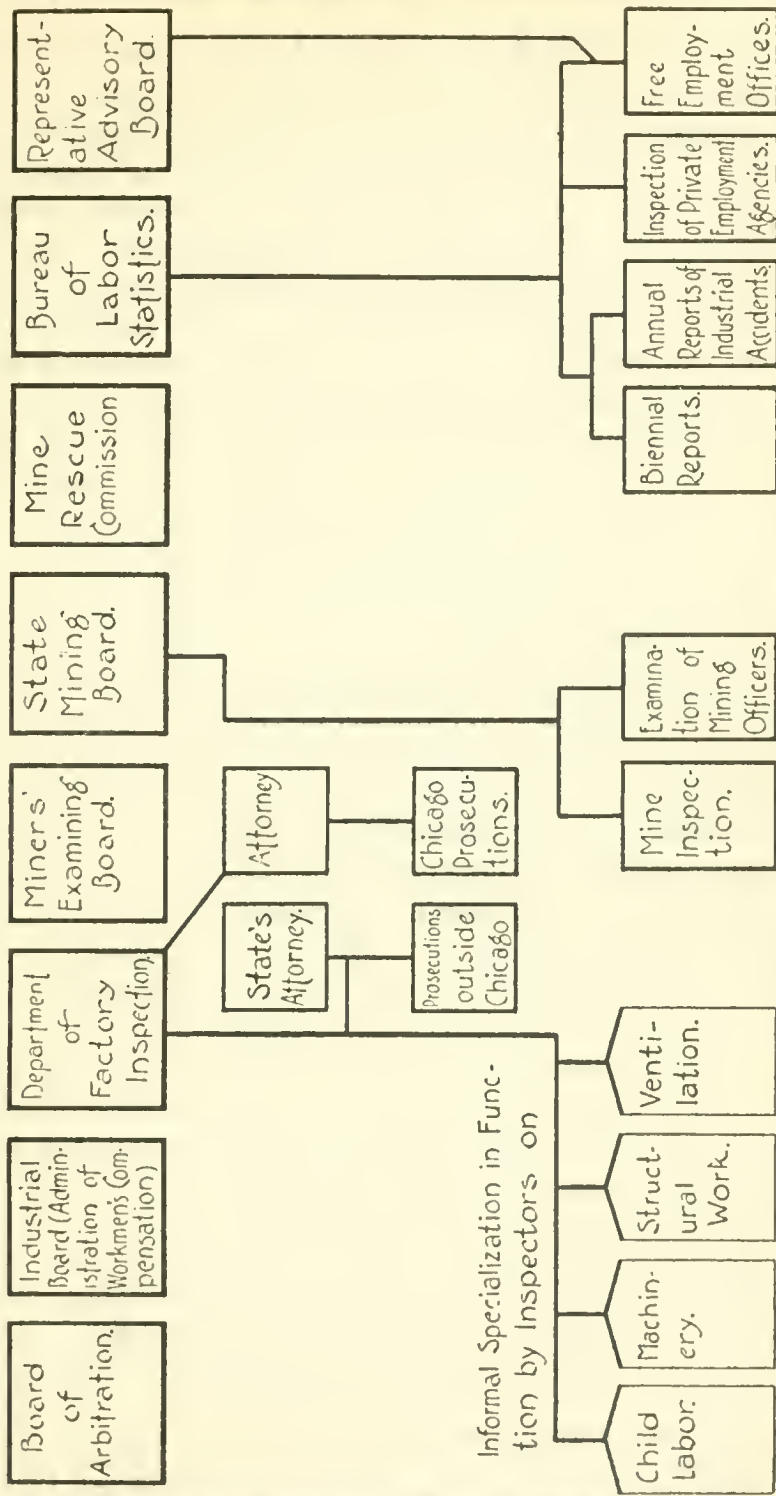 Board
of
Arbitration.
Industrial
Board (Admin-
istration of
Workmen's Com-
pensation)
Department
of
Factory
Inspection.
Miners'
Examining
Board.
State
Mining
Board.
Mine
Rescue
Commission
Bureau
of
Labor
Statistics.
Represent-
ative
Advisory
Board.
State's
Attorney.
Attorney
Prosecutions
outside
Chicago
Chicago
Prosecu-
tions.
Informal Specialization in Func-
tion by Inspectors on
Child
Labor.
Machin-
ery.
Struct-
ural
Work.
Venti-
lation.
Mine
Inspec-
tion.
Examina-
tion of
Mining
Officers.
Biennial
Reports.
Annual
Reports of
Industrial
Accidents.
Inspection
of Private
Employment
Agencies.
Free
Employ-
ment
Offices.